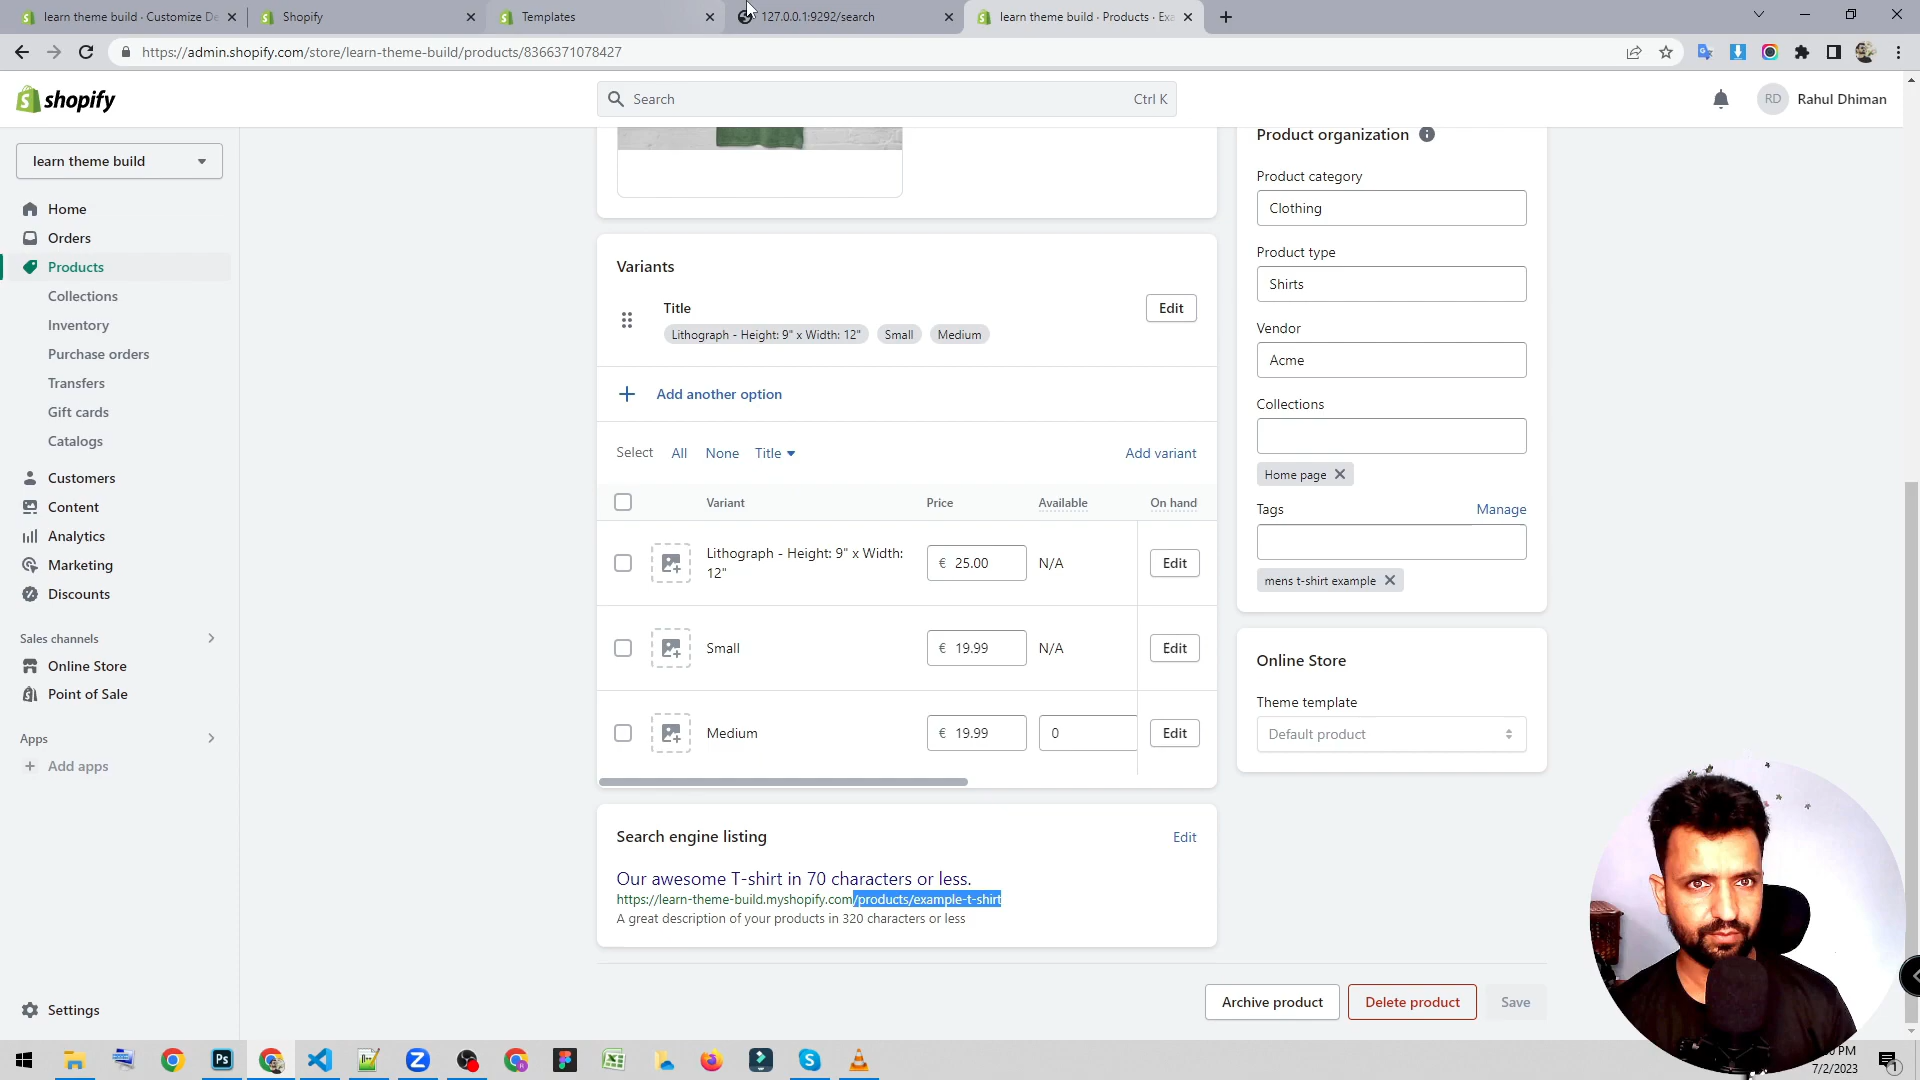 learn theme build · Customize De
Shopify
Templates
127.0.0.1:9292/search
learn theme build · Products · Exa
https://admin.shopify.com/store/learn-theme-build/products/8366371078427
shopify
Search
Ctrl K
RD
Rahul Dhiman
learn theme build
Home
Orders
Products
Collections
Inventory
Purchase orders
Transfers
Gift cards
Catalogs
Customers
Content
Analytics
Marketing
Discounts
Sales channels
Online Store
Point of Sale
Apps
Add apps
Settings
Variants
Title
Edit
Lithograph - Height: 9" x Width: 12"
Small
Medium
Add another option
Select All None Title
Add variant
Variant Price Available On hand
Lithograph - Height: 9" x Width: 12"
€ 25.00
N/A
Edit
Small
€ 19.99
N/A
Edit
Medium
€ 19.99
0
Edit
Search engine listing
Edit
Our awesome T-shirt in 70 characters or less.
https://learn-theme-build.myshopify.com/products/example-t-shirt
A great description of your products in 320 characters or less
Product organization
Product category
Clothing
Product type
Shirts
Vendor
Acme
Collections
Home page
Tags
Manage
mens t-shirt example
Online Store
Theme template
Default product
Archive product
Delete product
Save
Ps
PM
7/2/2023
1